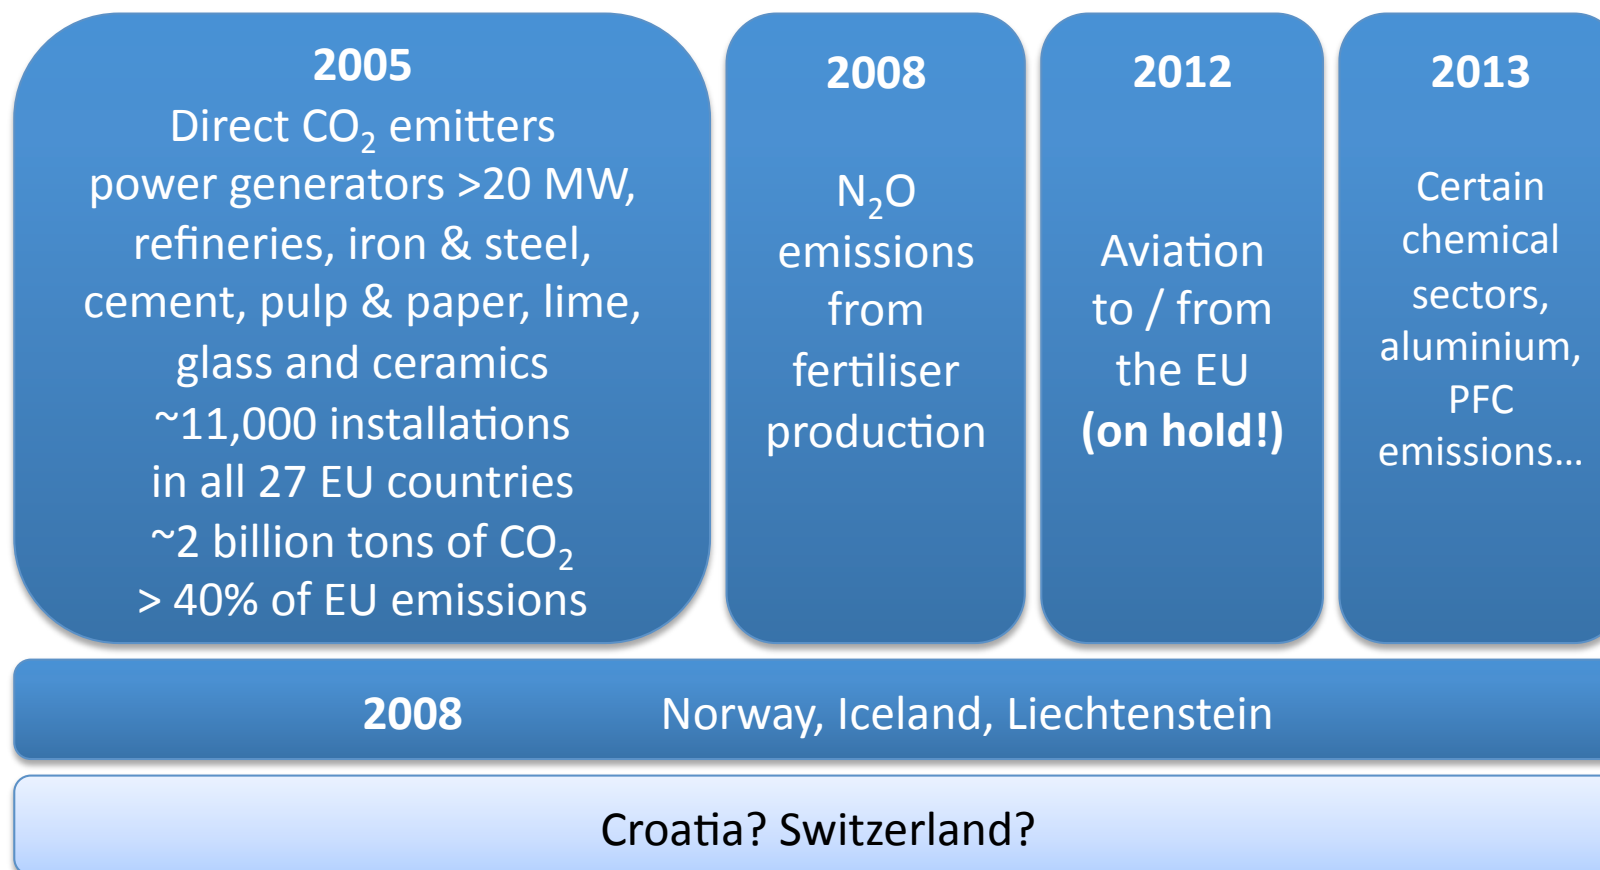 2005
Direct CO₂ emitters
power generators >20 MW,
refineries, iron & steel,
cement, pulp & paper, lime,
glass and ceramics
~11,000 installations
in all 27 EU countries
~2 billion tons of CO₂
> 40% of EU emissions
2008
N₂O
emissions
from
fertiliser
production
2012
Aviation
to / from
the EU
(on hold!)
2013
Certain
chemical
sectors,
aluminium,
PFC
emissions…
2008 Norway, Iceland, Liechtenstein
Croatia? Switzerland?